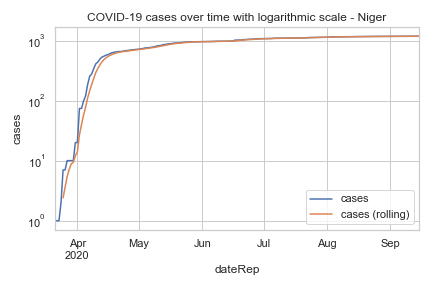 COVID-19 cases over time with logarithmic scale - Niger
cases
10³
10²
10¹
10⁰
Apr May Jun Jul Aug Sep
2020
dateRep
cases
cases (rolling)